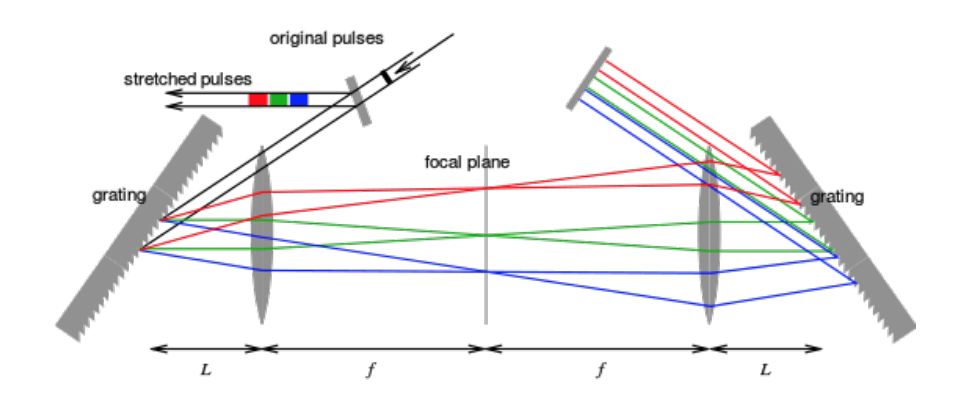 original pulses
stretched pulses
focal plane
grating
grating
L
f
f
L